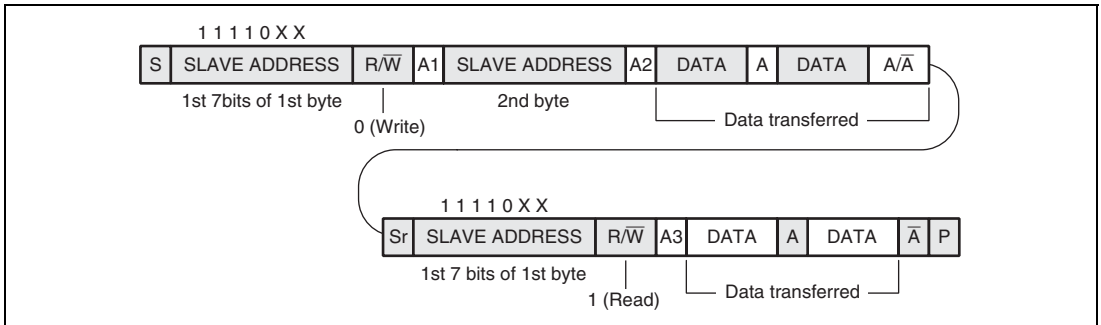 1 1 1 1 0 X X
S SLAVE ADDRESS R/W̅ A1 SLAVE ADDRESS A2 DATA A DATA A/A̅
1st 7bits of 1st byte 2nd byte
0 (Write) Data transferred
1 1 1 1 0 X X
Sr SLAVE ADDRESS R/W̅ A3 DATA A DATA A̅ P
1st 7 bits of 1st byte
1 (Read) Data transferred